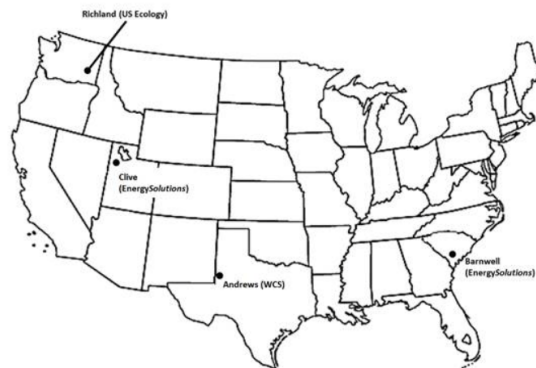 Richland (US Ecology)
Clive
(EnergySolutions)
Andrews (WCS)
Barnwell
(EnergySolutions)